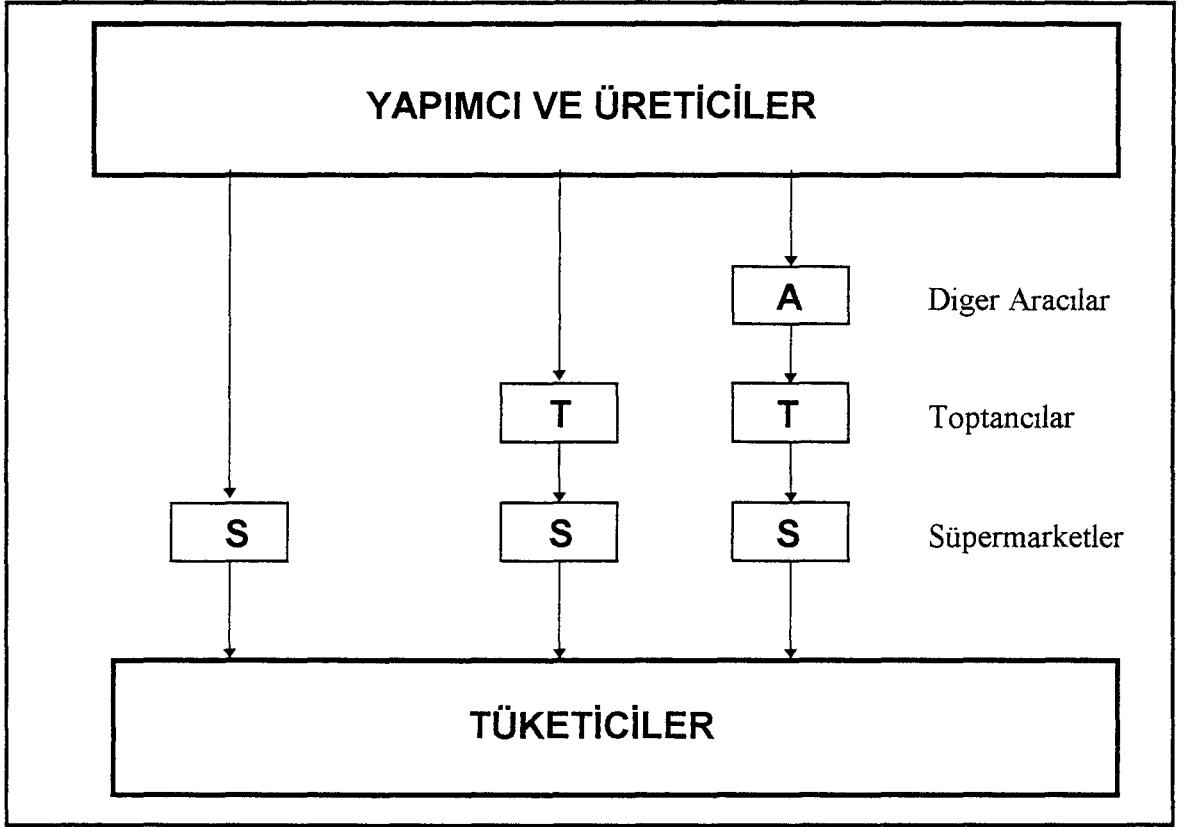 YAPIMCI VE ÜRETİCİLER
A Diger Aracılar
T T Toptancılar
S S S Süpermarketler
TÜKETİCİLER